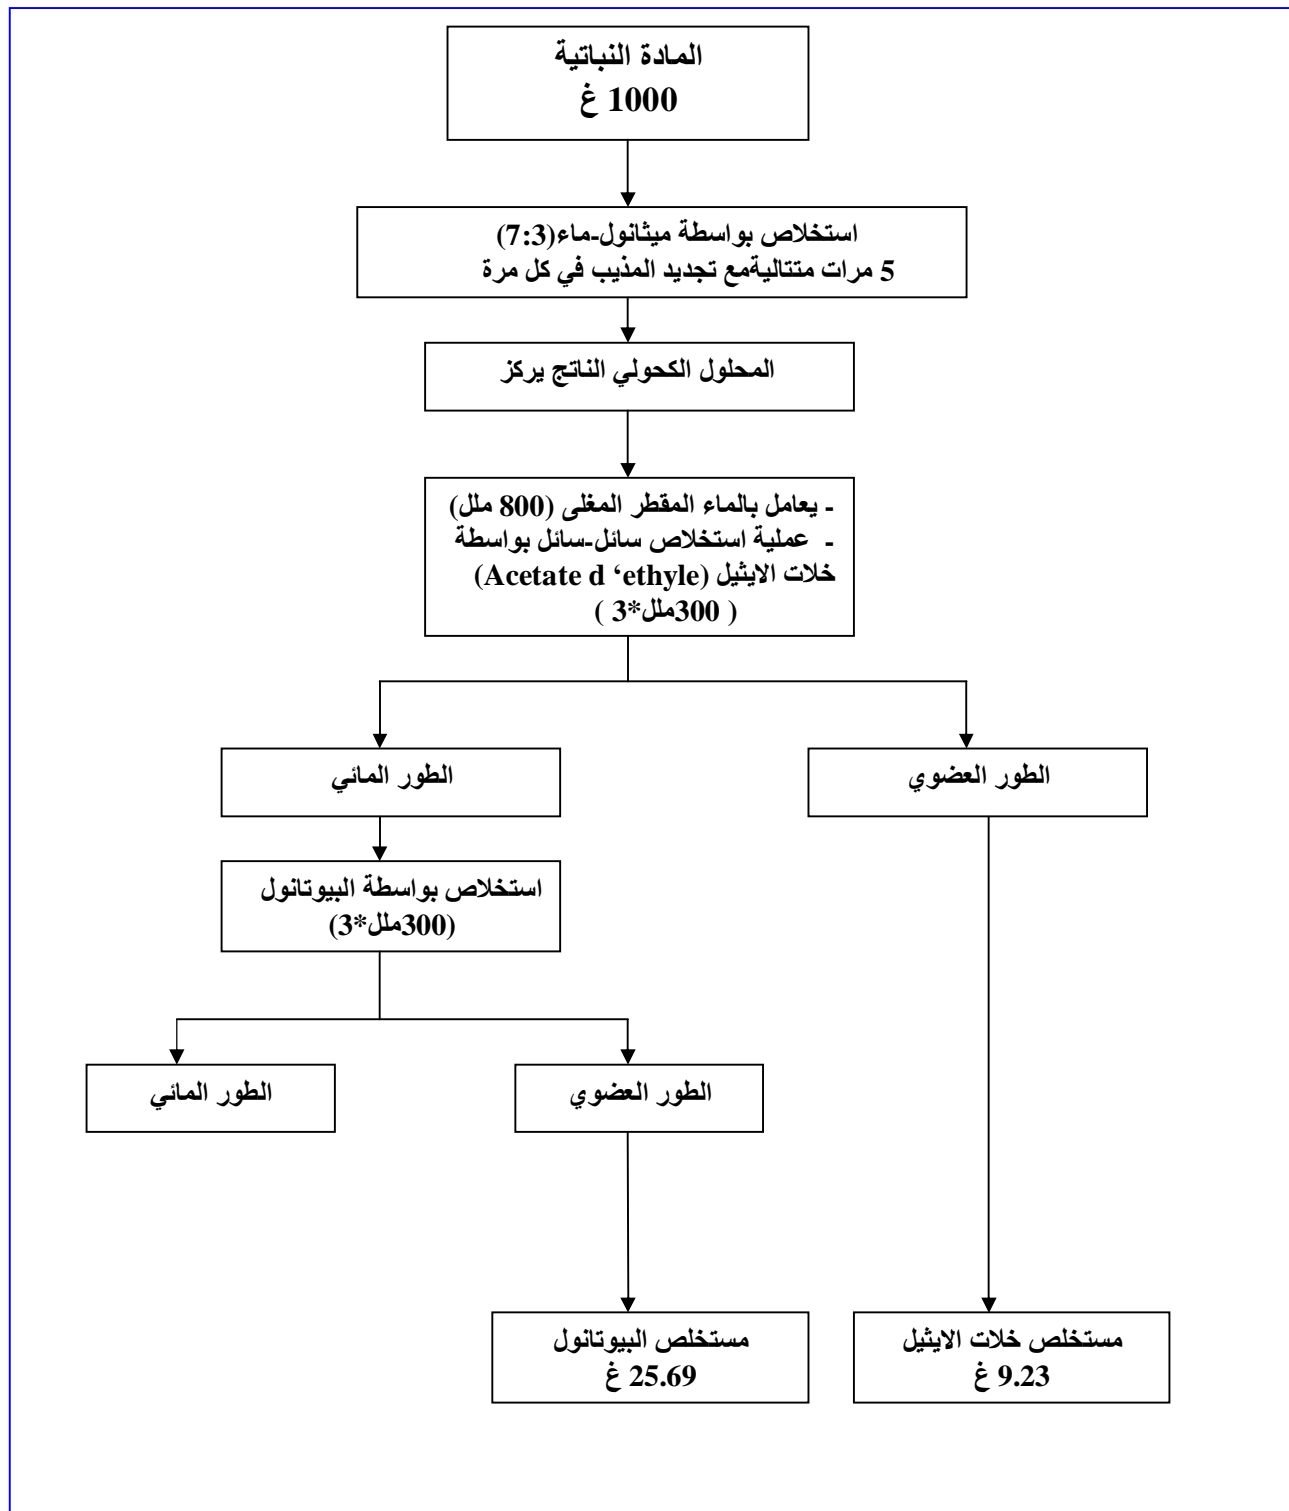 المادة النباتية
1000 غ
استخلاص بواسطة ميثانول-ماء(7:3)
5 مرات متتاليةمع تجديد المذيب في كل مرة
المحلول الكحولي الناتج يركز
- يعامل بالماء المقطر المغلى (800 ملل)
- عملية استخلاص سائل-سائل بواسطة
خلات الايثيل (Acetate d ‘ethyle)
( 300ملل*3 )
الطور العضوي
الطور المائي
استخلاص بواسطة البيوتانول
(300ملل*3)
الطور العضوي
الطور المائي
مستخلص خلات الايثيل
9.23 غ
مستخلص البيوتانول
25.69 غ